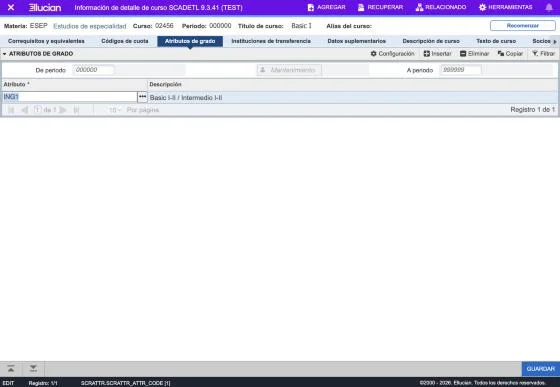 ✕ Ellucian Información de detalle de curso SCADETL 9.3.41 (TEST) AGREGAR RECUPERAR RELACIONADO HERRAMIENTAS
Materia: ESEP Estudios de especialidad Curso: 02456 Periodo: 000000 Título de curso: Basic I Alias del curso: Recomenzar
Correquisitos y equivalentes Códigos de cuota Atributos de grado Instituciones de transferencia Datos suplementarios Descripción de curso Texto de curso Socios
ATRIBUTOS DE GRADO Configuración Insertar Eliminar Copiar Filtrar
De periodo 000000 Mantenimiento A periodo 999999
Atributo * Descripción
ING1 ••• Basic I-II / Intermedio I-II
1 de 1 10 Por página Registro 1 de 1
GUARDAR
EDIT Registro: 1/1 SCRATTR.SCRATTR_ATTR_CODE [1] ©2000 - 2026. Ellucian. Todos los derechos reservados.